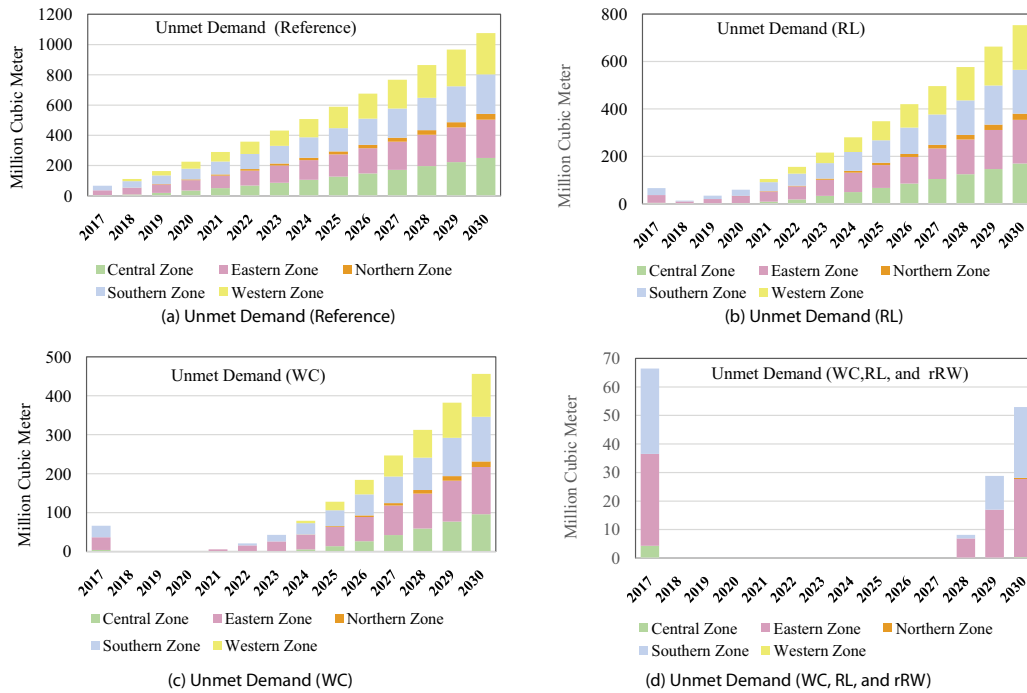 Unmet Demand (Reference)
Million Cubic Meter
1200
1000
800
600
400
200
0
2017 2018 2019 2020 2021 2022 2023 2024 2025 2026 2027 2028 2029 2030
Central Zone Eastern Zone Northern Zone
Southern Zone Western Zone
(a) Unmet Demand (Reference)
Unmet Demand (RL)
Million Cubic Meter
800
600
400
200
0
2017 2018 2019 2020 2021 2022 2023 2024 2025 2026 2027 2028 2029 2030
Central Zone Eastern Zone Northern Zone
Southern Zone Western Zone
(b) Unmet Demand (RL)
Unmet Demand (WC)
Million Cubic Meter
500
400
300
200
100
0
2017 2018 2019 2020 2021 2022 2023 2024 2025 2026 2027 2028 2029 2030
Central Zone Eastern Zone Northern Zone
Southern Zone Western Zone
(c) Unmet Demand (WC)
Unmet Demand (WC,RL, and rRW)
Million Cubic Meter
70
60
50
40
30
20
10
0
2017 2018 2019 2020 2021 2022 2023 2024 2025 2026 2027 2028 2029 2030
Central Zone Eastern Zone Northern Zone
Southern Zone Western Zone
(d) Unmet Demand (WC, RL, and rRW)